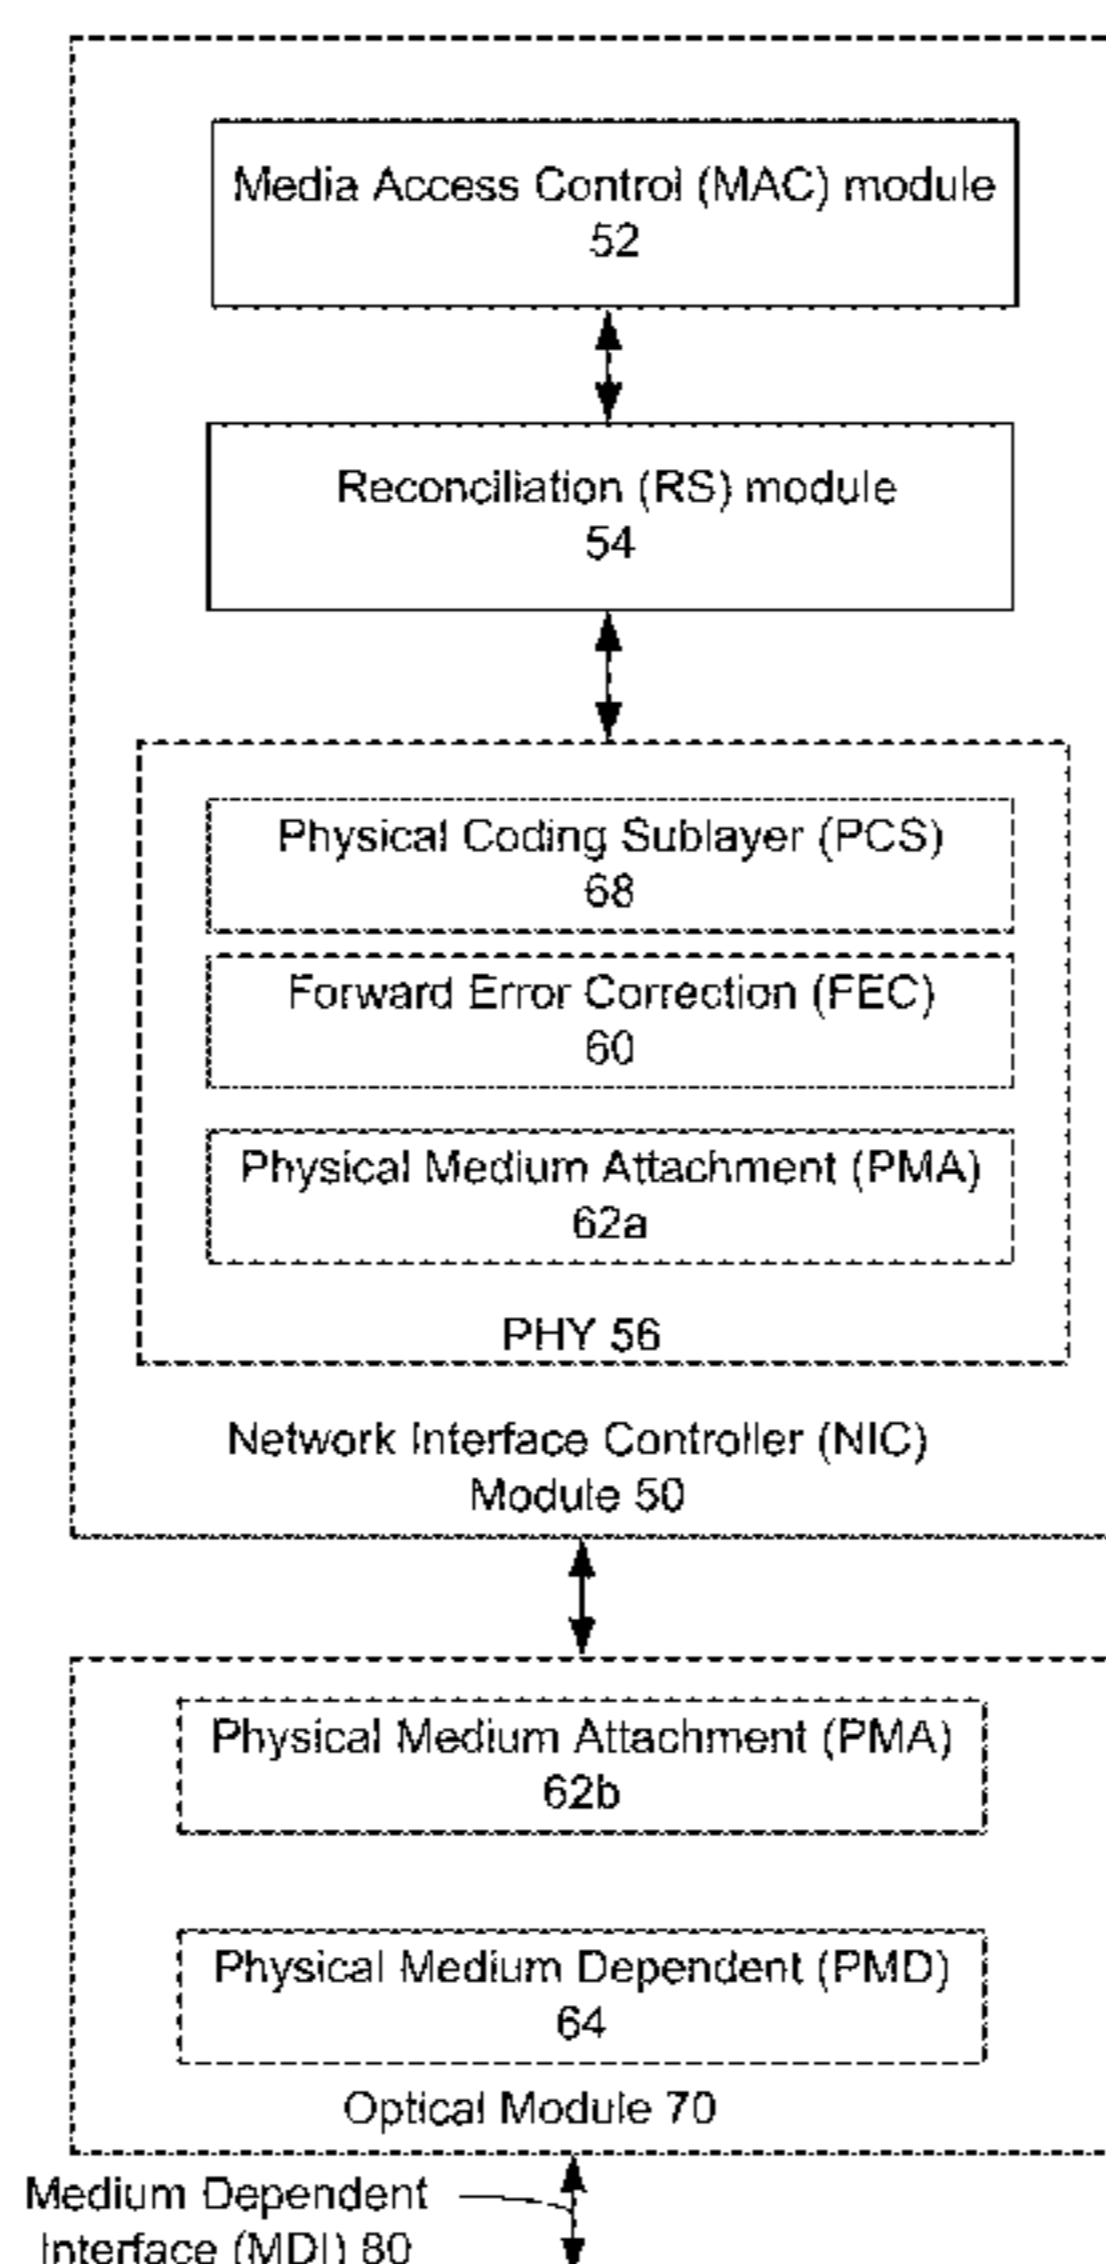 Media Access Control (MAC) module
52
Reconciliation (RS) module
54
Physical Coding Sublayer (PCS)
68
Forward Error Correction (FEC)
60
Physical Medium Attachment (PMA)
62a
PHY 56
Network Interface Controller (NIC)
Module 50
Physical Medium Attachment (PMA)
62b
Physical Medium Dependent (PMD)
64
Optical Module 70
Medium Dependent
Interface (MDI) 80